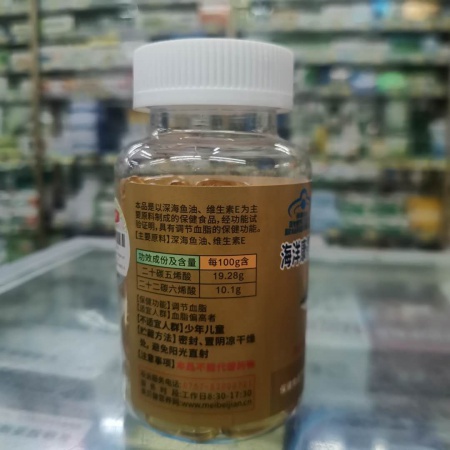 本品是以深海鱼油、维生素E为主
要原料制成的保健食品，经功能试
验证明，具有调节血脂的保健功能。
【主要原料】深海鱼油、维生素E
功效成份及含量 每100g含
二十碳五烯酸 19.28g
二十二碳六烯酸 10.1g
【保健功能】调节血脂
【适宜人群】血脂偏高者
【不适宜人群】少年儿童
【贮藏方法】密封、置阴凉干燥
处，避免阳光直射
【注意事项】本品不能代替药物
工作日8:30-17:30
海洋